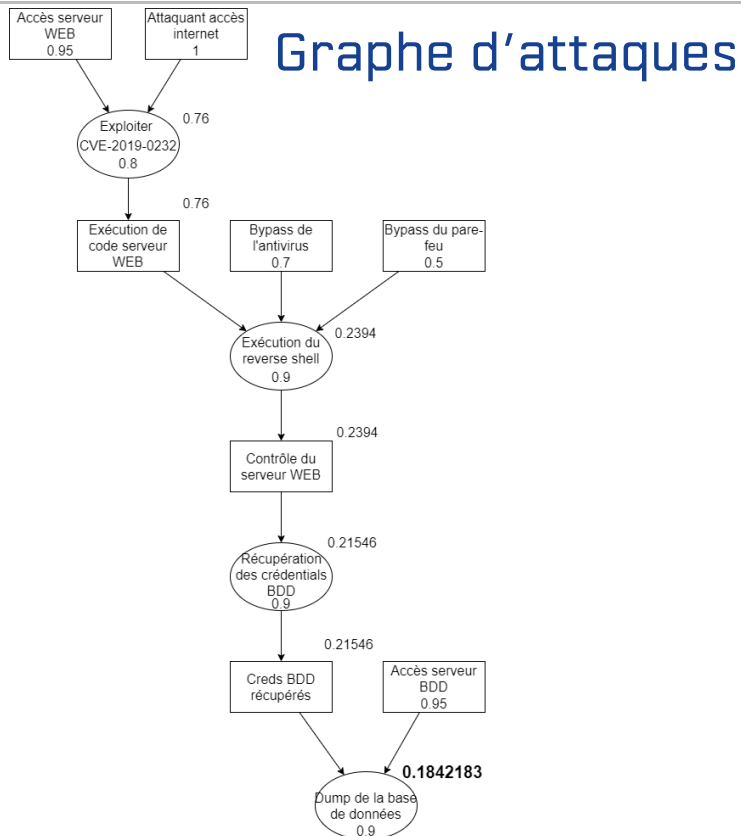 Graphe d'attaques
Accès serveur
WEB
0.95
Attaquant accès
internet
1
Exploiter
CVE-2019-0232
0.8
0.76
0.76
Exécution de
code serveur
WEB
Bypass de
l'antivirus
0.7
Bypass du pare-
feu
0.5
Exécution du
reverse shell
0.9
0.2394
0.2394
Contrôle du
serveur WEB
0.21546
Récupération
des crédentials
BDD
0.9
0.21546
Creds BDD
récupérés
Accès serveur
BDD
0.95
0.1842183
Dump de la base
de données
0.9